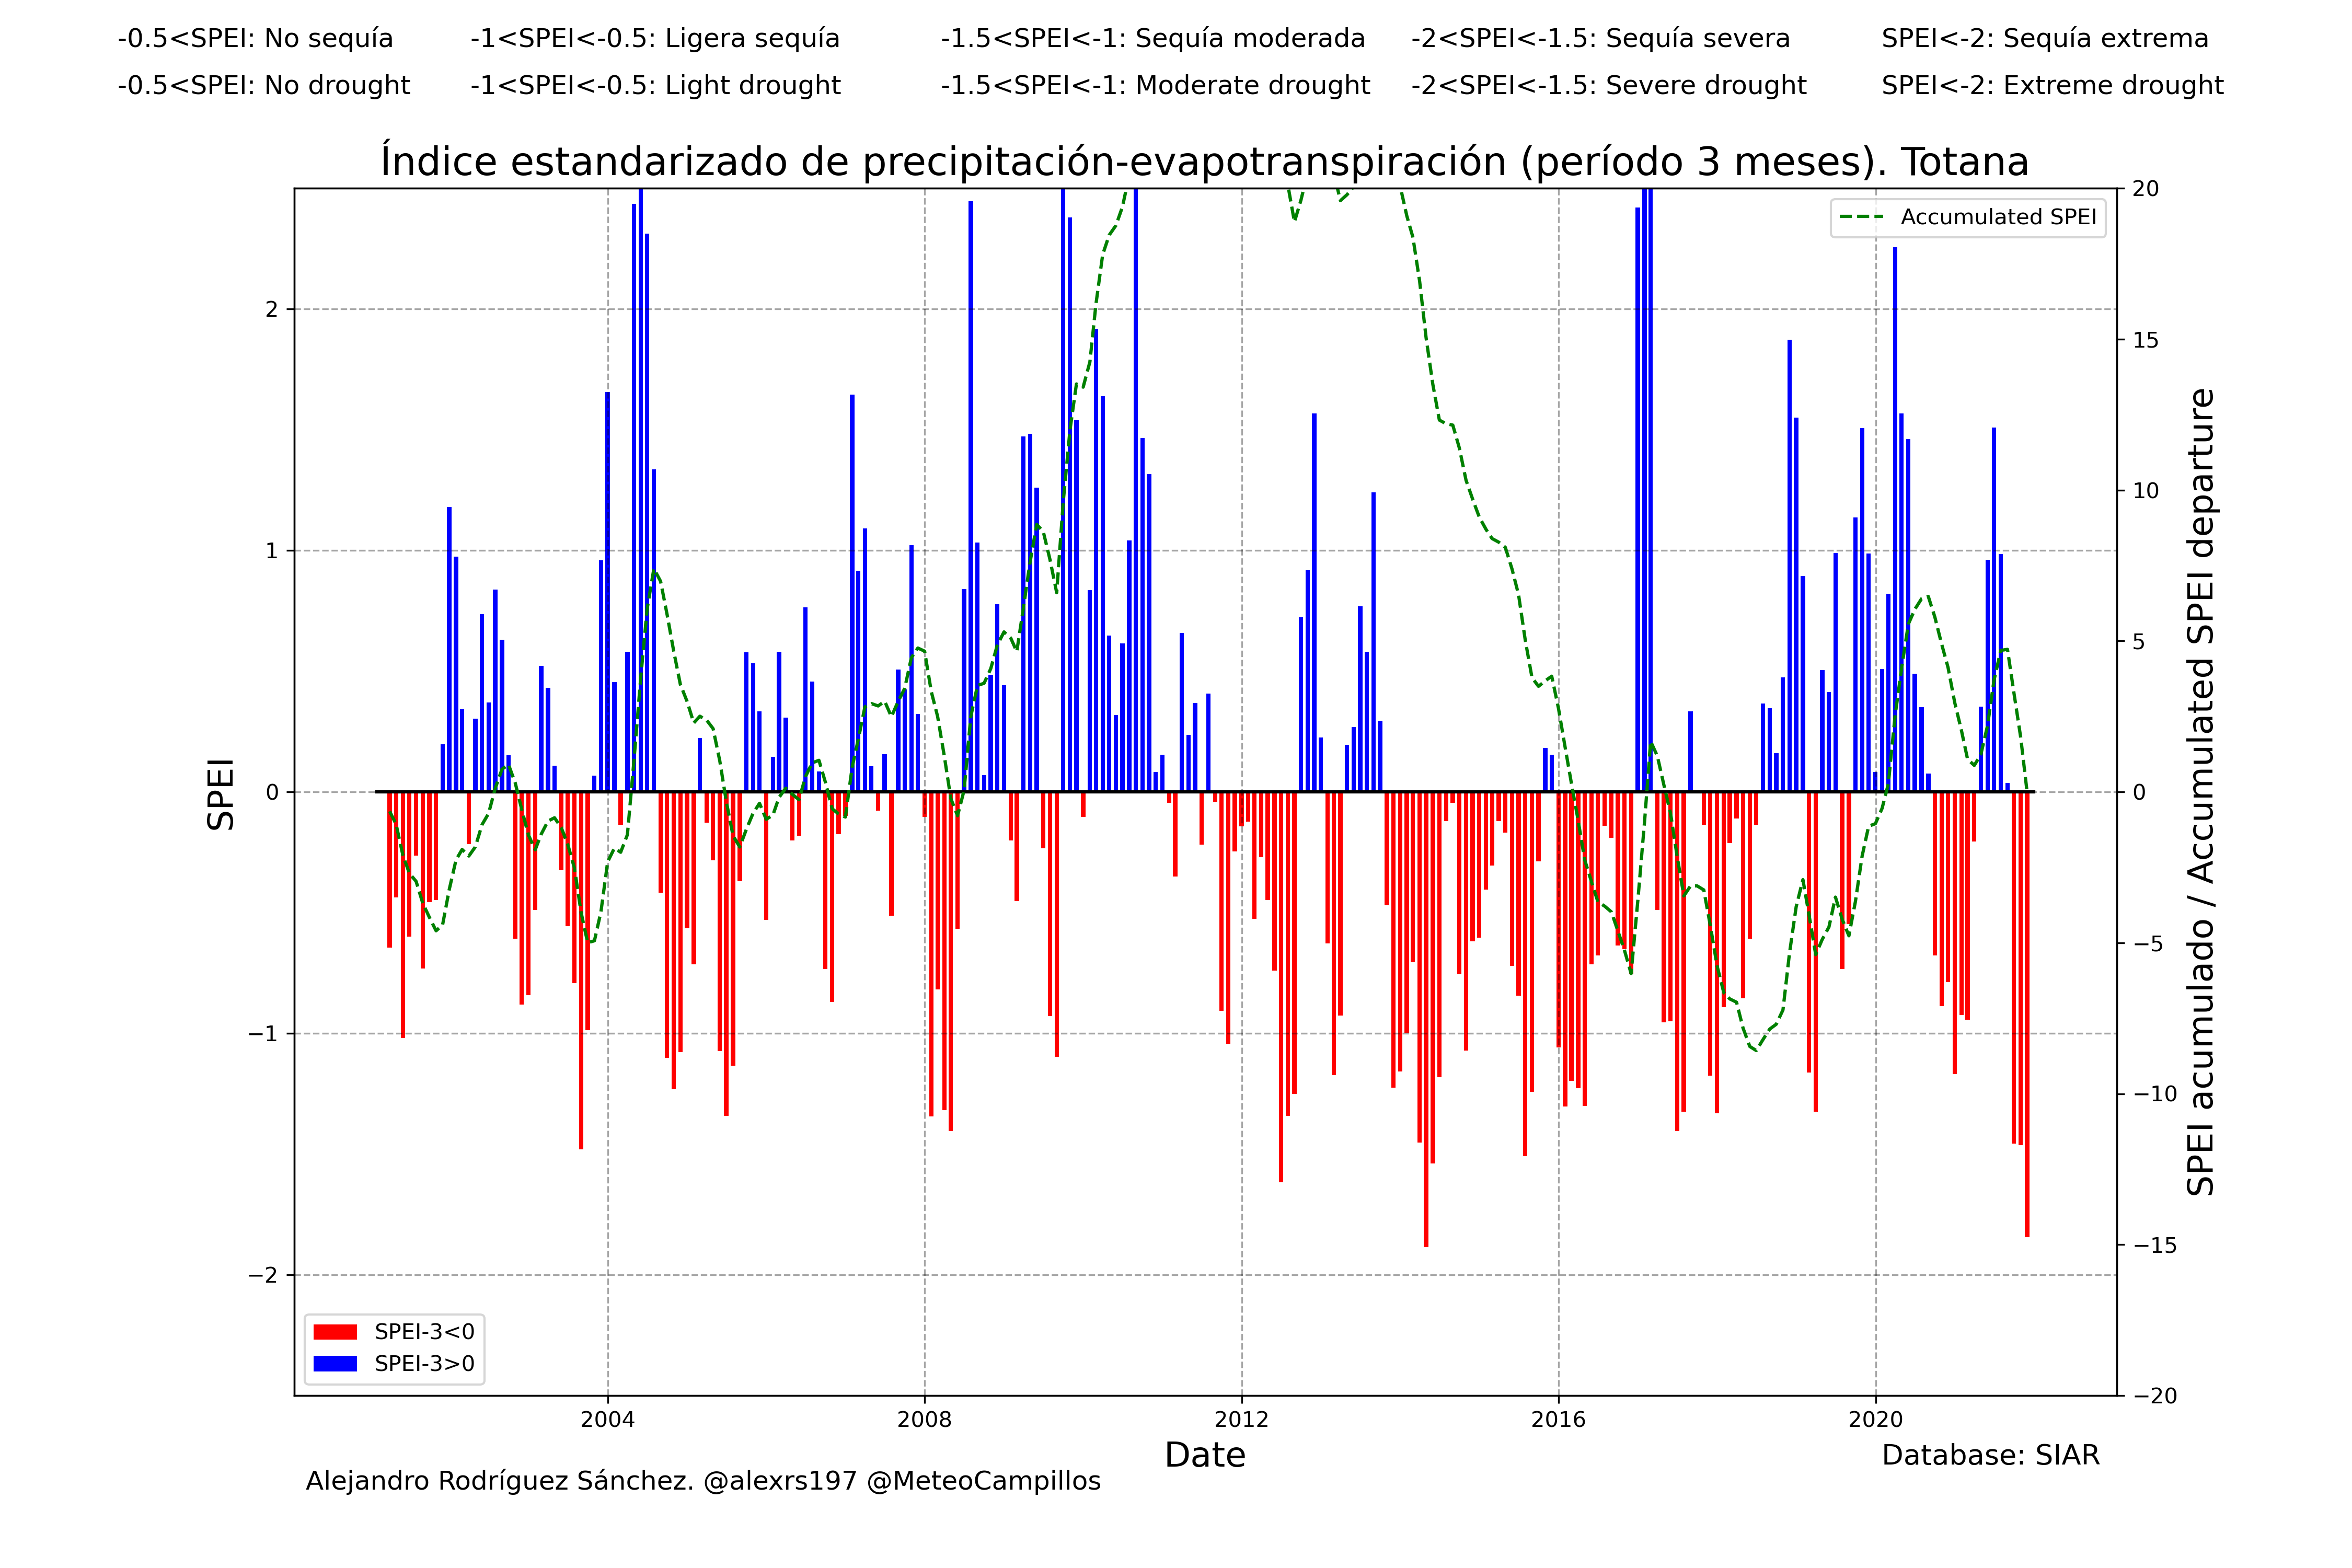 -0.5<SPEI: No sequía -1<SPEI<-0.5: Ligera sequía -1.5<SPEI<-1: Sequía moderada -2<SPEI<-1.5: Sequía severa SPEI<-2: Sequía extrema
-0.5<SPEI: No drought -1<SPEI<-0.5: Light drought -1.5<SPEI<-1: Moderate drought -2<SPEI<-1.5: Severe drought SPEI<-2: Extreme drought
Índice estandarizado de precipitación-evapotranspiración (período 3 meses). Totana
Accumulated SPEI
SPEI
2
1
0
−1
−2
20
15
10
5
0
−5
−10
−15
−20
SPEI acumulado / Accumulated SPEI departure
SPEI-3<0
SPEI-3>0
2004 2008 2012 2016 2020
Date
Database: SIAR
Alejandro Rodríguez Sánchez. @alexrs197 @MeteoCampillos